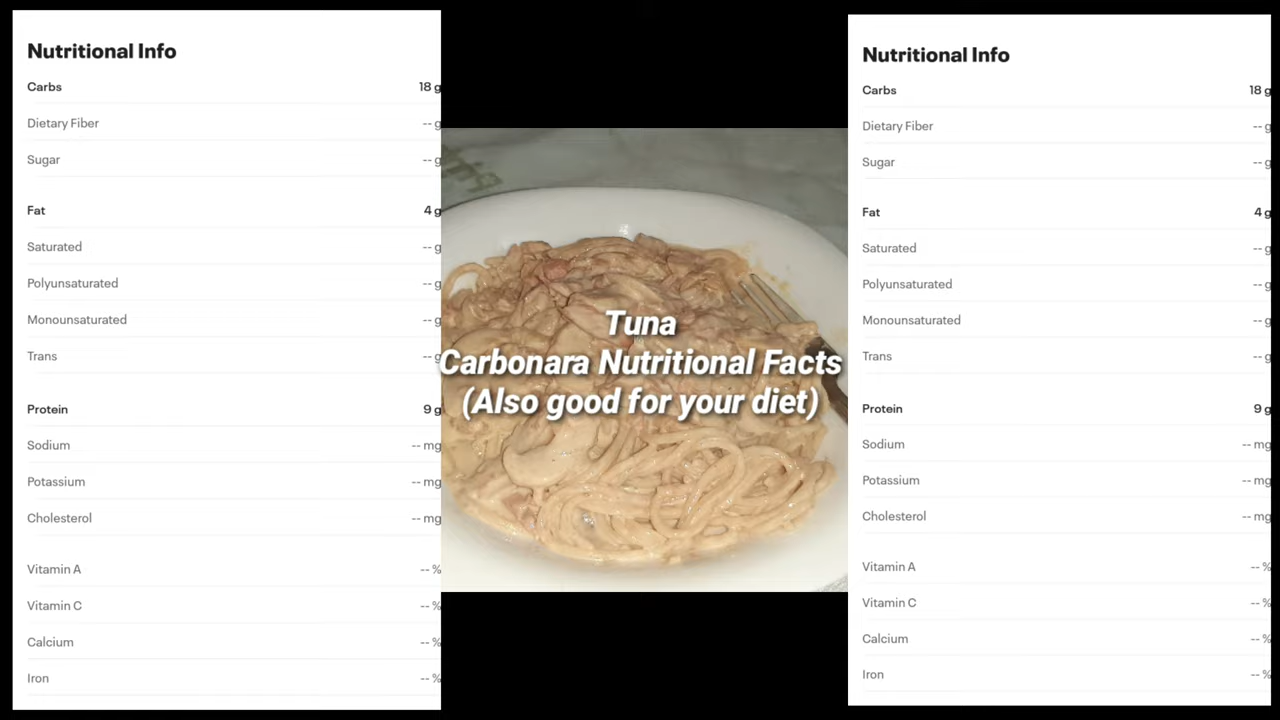 Nutritional Info
Carbs 18 g
Dietary Fiber -- g
Sugar -- g
Fat 4 g
Saturated -- g
Polyunsaturated -- g
Monounsaturated -- g
Trans -- g
Protein 9 g
Sodium -- mg
Potassium -- mg
Cholesterol -- mg
Vitamin A -- %
Vitamin C -- %
Calcium -- %
Iron -- %
Tuna
Carbonara Nutritional Facts
(Also good for your diet)
Nutritional Info
Carbs 18 g
Dietary Fiber -- g
Sugar -- g
Fat 4 g
Saturated -- g
Polyunsaturated -- g
Monounsaturated -- g
Trans -- g
Protein 9 g
Sodium -- mg
Potassium -- mg
Cholesterol -- mg
Vitamin A -- %
Vitamin C -- %
Calcium -- %
Iron -- %